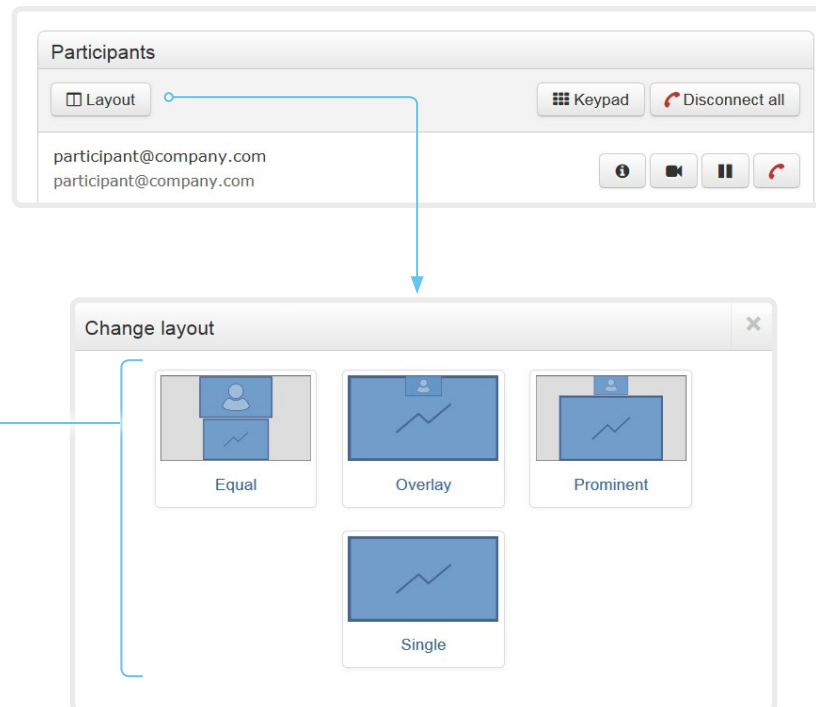 Participants
Layout
Keypad
Disconnect all
participant@company.com
participant@company.com
Change layout
Equal
Overlay
Prominent
Single